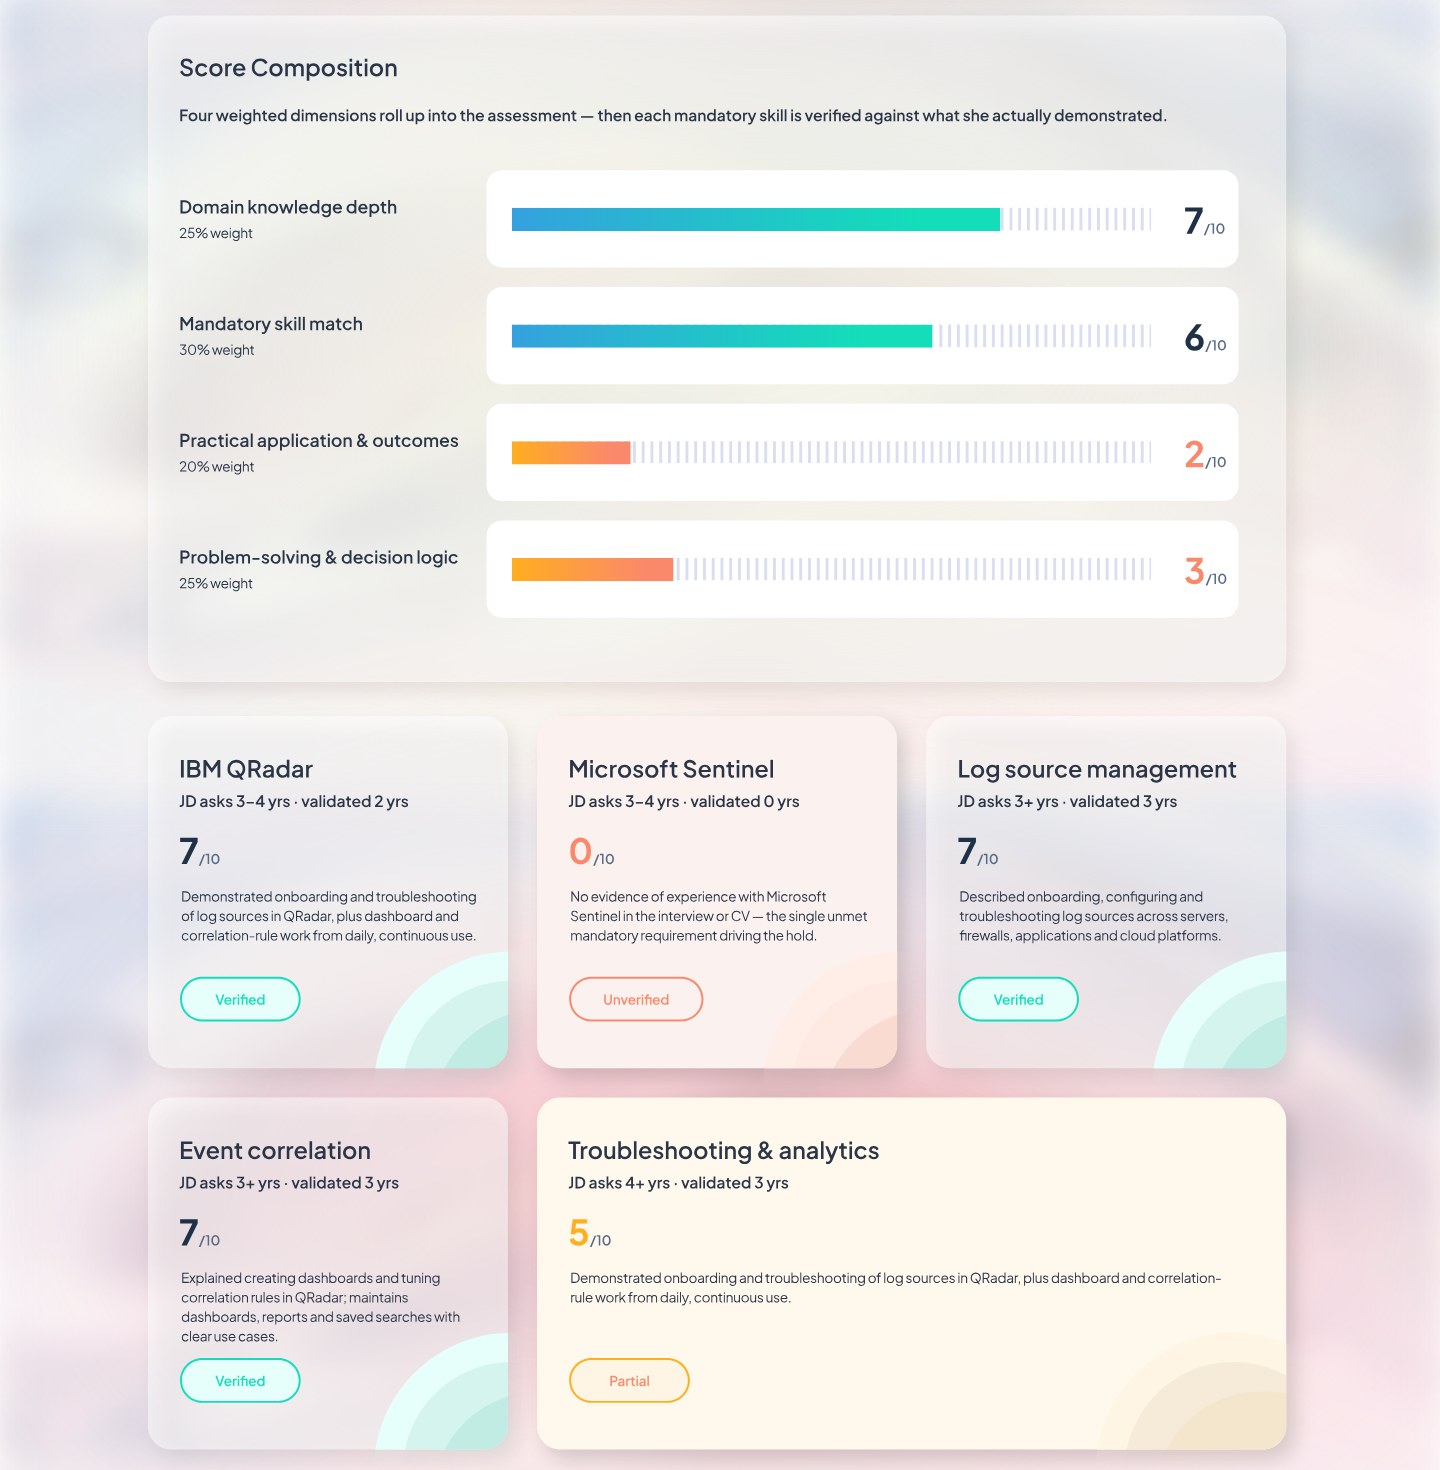 Score Composition
Four weighted dimensions roll up into the assessment — then each mandatory skill is verified against what she actually demonstrated.
Domain knowledge depth
25% weight
7/10
Mandatory skill match
30% weight
6/10
Practical application & outcomes
20% weight
2/10
Problem-solving & decision logic
25% weight
3/10
IBM QRadar
JD asks 3–4 yrs · validated 2 yrs
7/10
Demonstrated onboarding and troubleshooting
of log sources in QRadar, plus dashboard and
correlation-rule work from daily, continuous use.
Verified
Microsoft Sentinel
JD asks 3–4 yrs · validated 0 yrs
0/10
No evidence of experience with Microsoft
Sentinel in the interview or CV — the single unmet
mandatory requirement driving the hold.
Unverified
Log source management
JD asks 3+ yrs · validated 3 yrs
7/10
Described onboarding, configuring and
troubleshooting log sources across servers,
firewalls, applications and cloud platforms.
Verified
Event correlation
JD asks 3+ yrs · validated 3 yrs
7/10
Explained creating dashboards and tuning
correlation rules in QRadar; maintains
dashboards, reports and saved searches with
clear use cases.
Verified
Troubleshooting & analytics
JD asks 4+ yrs · validated 3 yrs
5/10
Demonstrated onboarding and troubleshooting of log sources in QRadar, plus dashboard and correlation-
rule work from daily, continuous use.
Partial